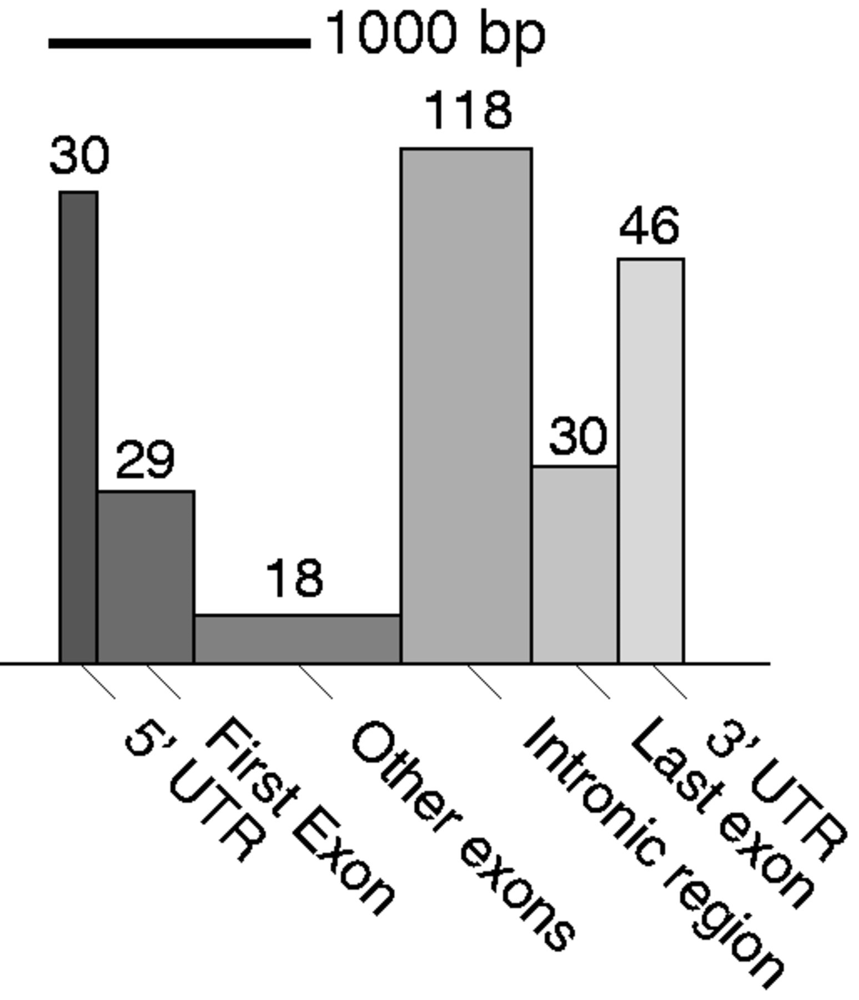 1000 bp
118
30
46
30
29
18
5’ UTR
First Exon
Other exons
Intronic region
Last exon
3’ UTR